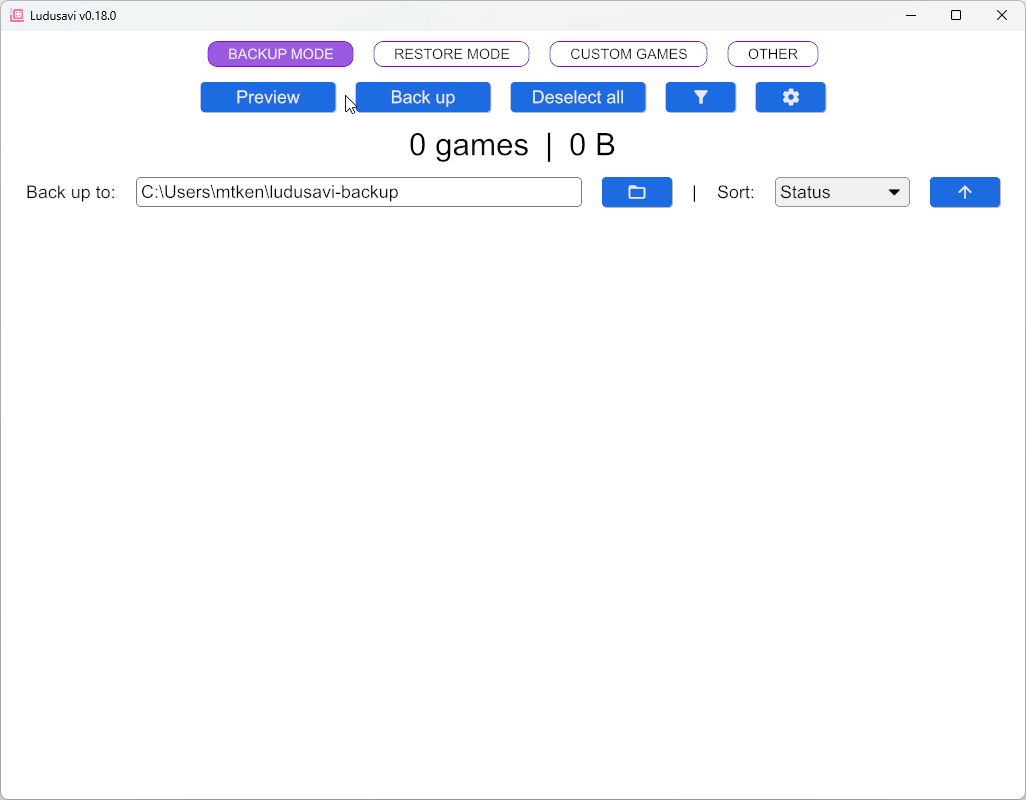 Ludusavi v0.18.0
BACKUP MODE RESTORE MODE CUSTOM GAMES OTHER
Preview Back up Deselect all
0 games | 0 B
Back up to: C:\Users\mtken\ludusavi-backup | Sort: Status